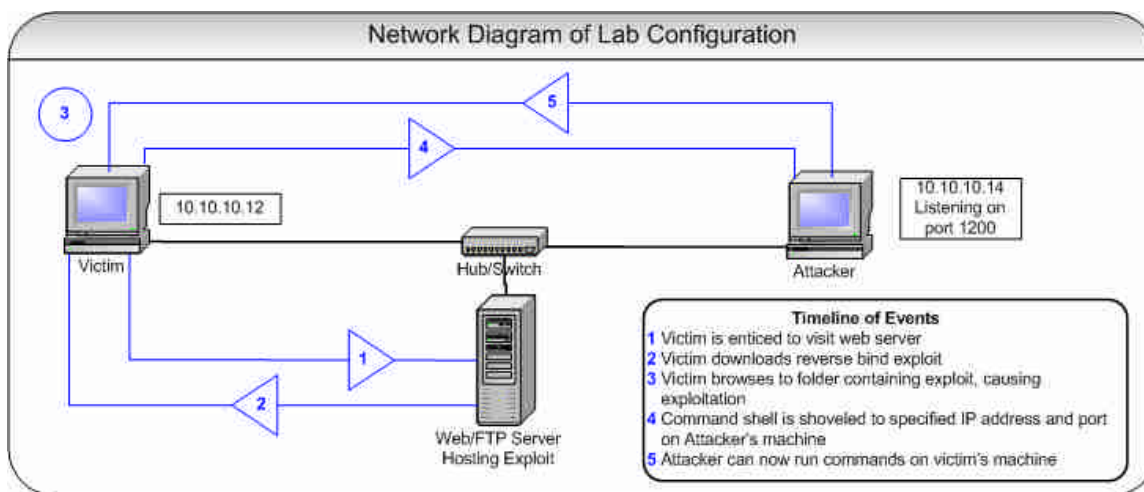 Network Diagram of Lab Configuration
3
5
4
10.10.10.12
10.10.10.14
Listening on
port 1200
Victim
Hub/Switch
Attacker
1
2
Web/FTP Server
Hosting Exploit
Timeline of Events
1 Victim is enticed to visit web server
2 Victim downloads reverse bind exploit
3 Victim browses to folder containing exploit, causing
exploitation
4 Command shell is shoveled to specified IP address and port
on Attacker's machine
5 Attacker can now run commands on victim's machine